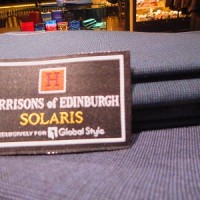 H
RRISONS OF EDINBURGH
SOLARIS
EXCLUSIVELY FOR Global Style